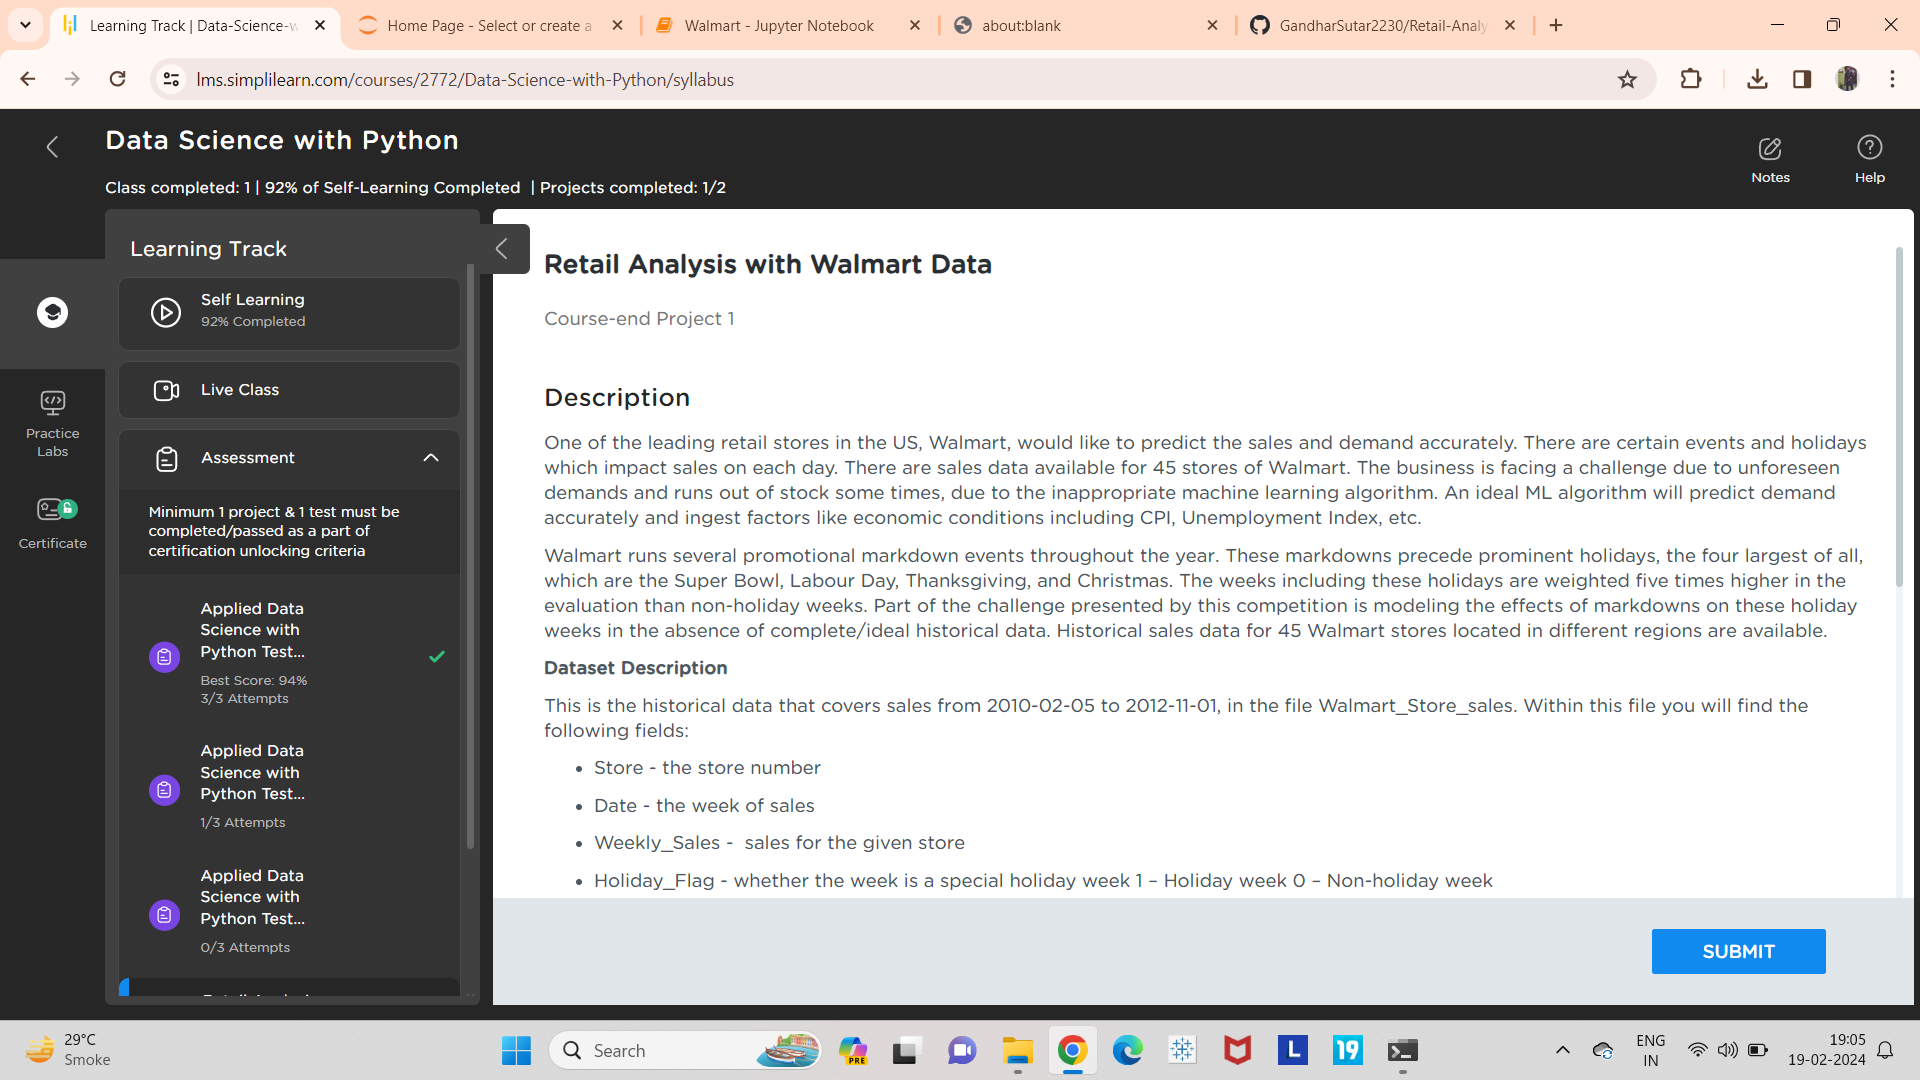 Learning Track | Data-Science-w
Home Page - Select or create a
Walmart - Jupyter Notebook
about:blank
GandharSutar2230/Retail-Analy
lms.simplilearn.com/courses/2772/Data-Science-with-Python/syllabus
Data Science with Python
Class completed: 1 | 92% of Self-Learning Completed | Projects completed: 1/2
Notes
Help
Learning Track
Self Learning
92% Completed
Live Class
Practice
Labs
Assessment
Minimum 1 project & 1 test must be
completed/passed as a part of
certification unlocking criteria
Certificate
Applied Data
Science with
Python Test...
Best Score: 94%
3/3 Attempts
Applied Data
Science with
Python Test...
1/3 Attempts
Applied Data
Science with
Python Test...
0/3 Attempts
Retail Analysis with Walmart Data
Course-end Project 1
Description
One of the leading retail stores in the US, Walmart, would like to predict the sales and demand accurately. There are certain events and holidays
which impact sales on each day. There are sales data available for 45 stores of Walmart. The business is facing a challenge due to unforeseen
demands and runs out of stock some times, due to the inappropriate machine learning algorithm. An ideal ML algorithm will predict demand
accurately and ingest factors like economic conditions including CPI, Unemployment Index, etc.
Walmart runs several promotional markdown events throughout the year. These markdowns precede prominent holidays, the four largest of all,
which are the Super Bowl, Labour Day, Thanksgiving, and Christmas. The weeks including these holidays are weighted five times higher in the
evaluation than non-holiday weeks. Part of the challenge presented by this competition is modeling the effects of markdowns on these holiday
weeks in the absence of complete/ideal historical data. Historical sales data for 45 Walmart stores located in different regions are available.
Dataset Description
This is the historical data that covers sales from 2010-02-05 to 2012-11-01, in the file Walmart_Store_sales. Within this file you will find the
following fields:
• Store - the store number
• Date - the week of sales
• Weekly_Sales - sales for the given store
• Holiday_Flag - whether the week is a special holiday week 1 – Holiday week 0 – Non-holiday week
SUBMIT
29°C
Smoke
Search
PRE
L
19
ENG
IN
19:05
19-02-2024